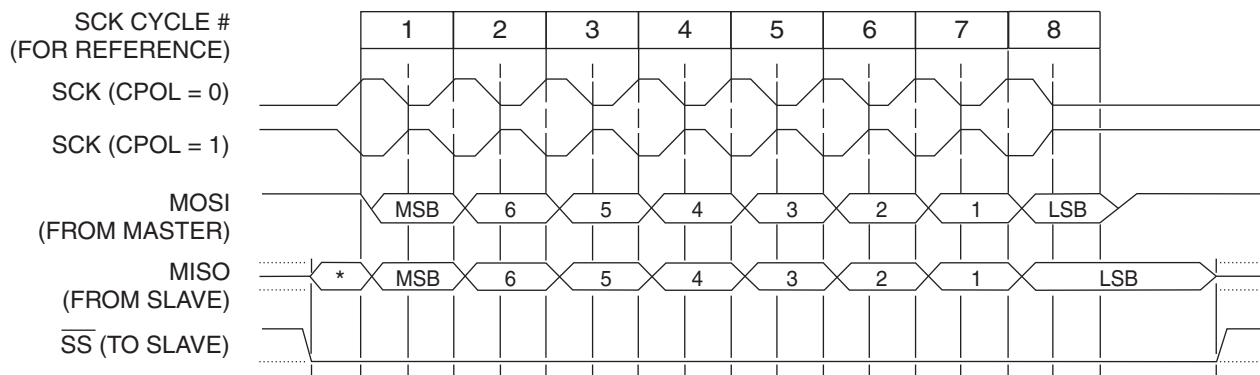 SCK CYCLE #
(FOR REFERENCE)
1 2 3 4 5 6 7 8
SCK (CPOL = 0)
SCK (CPOL = 1)
MOSI
(FROM MASTER)
MSB 6 5 4 3 2 1 LSB
MISO
(FROM SLAVE)
* MSB 6 5 4 3 2 1 LSB
S̅S̅ (TO SLAVE)